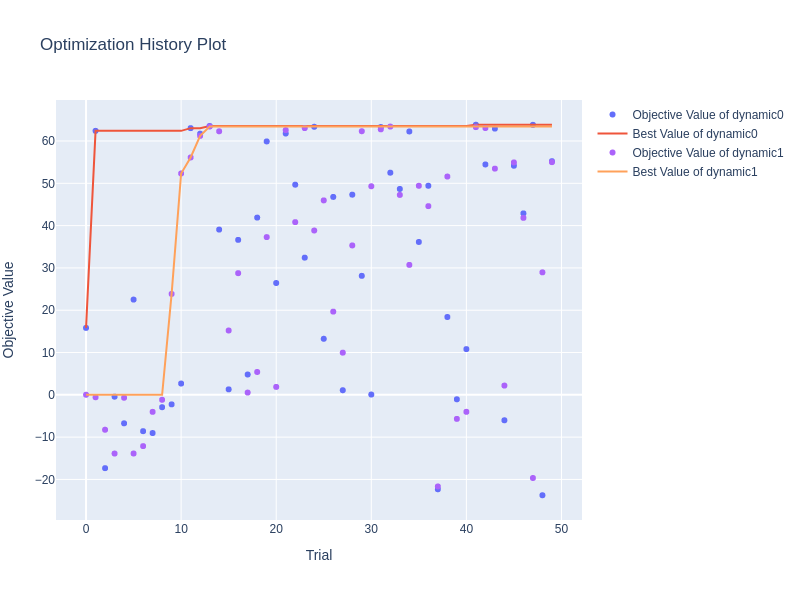 Optimization History Plot
Objective Value of dynamic0
Best Value of dynamic0
Objective Value of dynamic1
Best Value of dynamic1
60
50
40
30
20
10
0
−10
−20
0
10
20
30
40
50
Trial
Objective Value